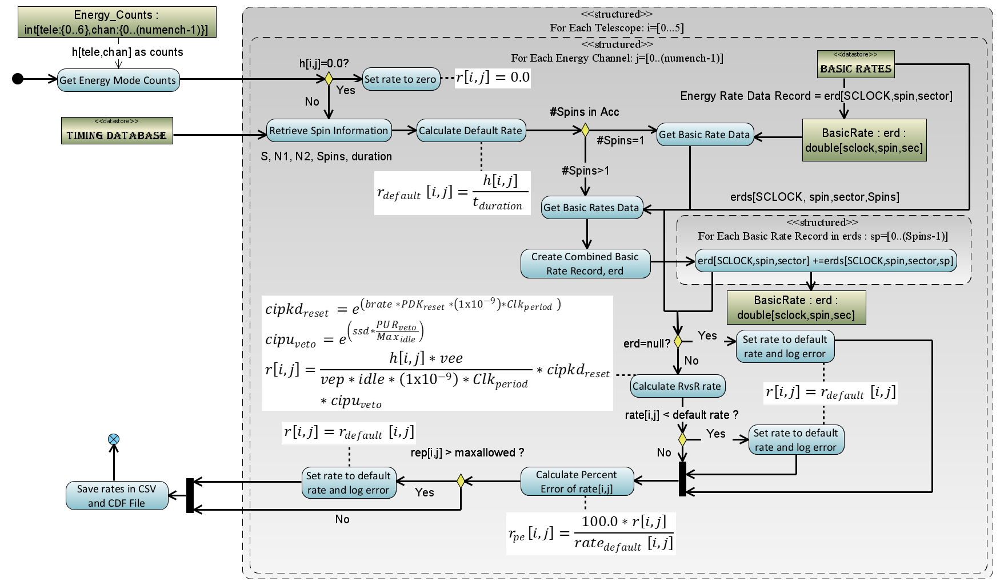 Energy_Counts :
int[tele:{0..6},chan:{0..(numench-1)}]
h[tele,chan] as counts
Get Energy Mode Counts
<<structured>>
For Each Telescope: i=[0...5]
<<structured>>
For Each Energy Channel: j=[0..(numench-1)]
h[i,j]=0.0?
Yes
No
Set rate to zero
r[i,j] = 0.0
<<datastore>>
BASIC RATES
Energy Rate Data Record = erd[SCLOCK,spin,sector]
<<datastore>>
TIMING DATABASE
Retrieve Spin Information
S, N1, N2, Spins, duration
Calculate Default Rate
#Spins in Acc
#Spins=1
#Spins>1
Get Basic Rate Data
BasicRate : erd :
double[sclock,spin,sec]
r_default [i,j] = h[i,j] / t_duration
erds[SCLOCK, spin,sector,Spins]
Get Basic Rates Data
<<structured>>
For Each Basic Rate Record in erds : sp=[0..(Spins-1)]
Create Combined Basic
Rate Record, erd
erd[SCLOCK,spin,sector] +=erds[SCLOCK,spin,sector,sp]
BasicRate : erd :
double[sclock,spin,sec]
cipkd_reset = e^(brate *PDK_reset *(1x10^−9)*Clk_period )
cipu_veto = e^(ssd*PUR_veto/Max_idle)
r[i,j] = h[i,j] * vee / vep * idle * (1x10^−9) * Clk_period * cipkd_reset
* cipu_veto
erd=null?
Yes
No
Set rate to default
rate and log error
Calculate RvsR rate
r[i,j] = r_default [i,j]
rate[i,j] < default rate ?
Yes
No
Set rate to default
rate and log error
r[i,j] = r_default [i,j]
rep[i,j] > maxallowed ?
Calculate Percent
Error of rate[i,j]
Set rate to default
rate and log error
Yes
No
Save rates in CSV
and CDF File
r_pe [i,j] = 100.0 * r[i,j] / rate_default [i,j]